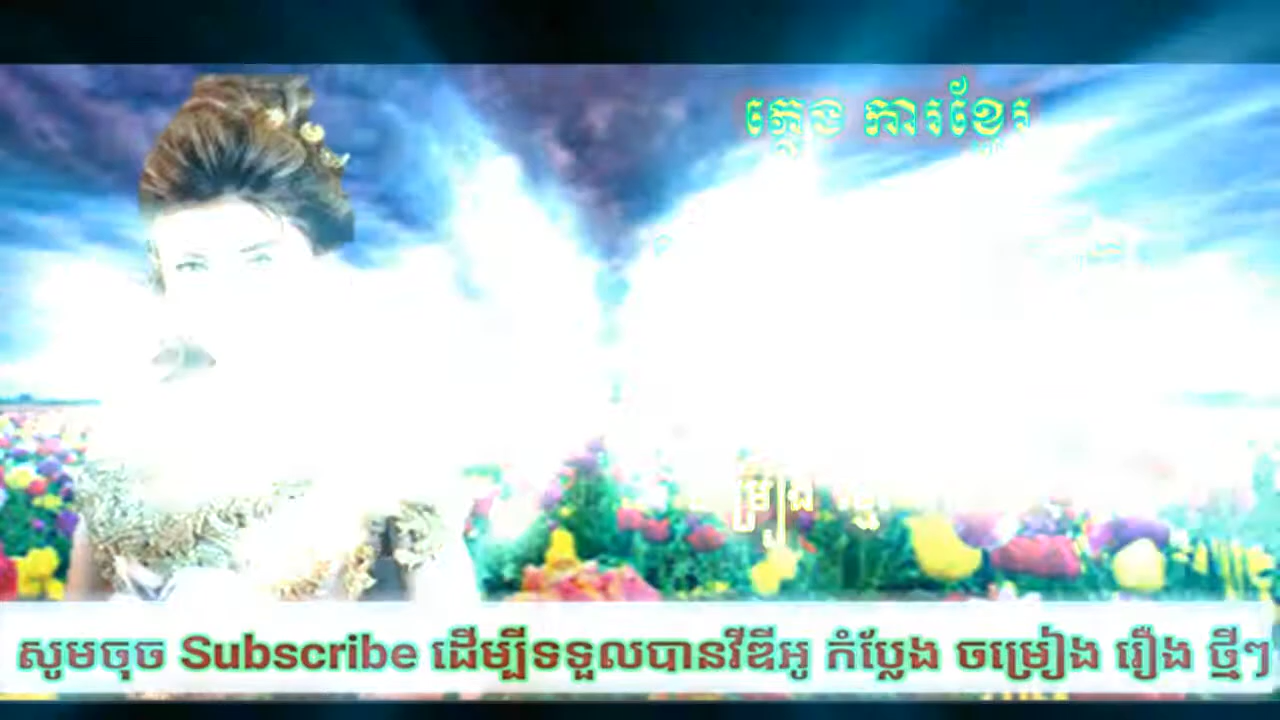 ភ្លេង ការខ្មែរ
សូមចុច Subscribe ដើម្បីទទួលបានវីឌីអូ កំប្លែង ចម្រៀង រឿង ថ្មីៗ